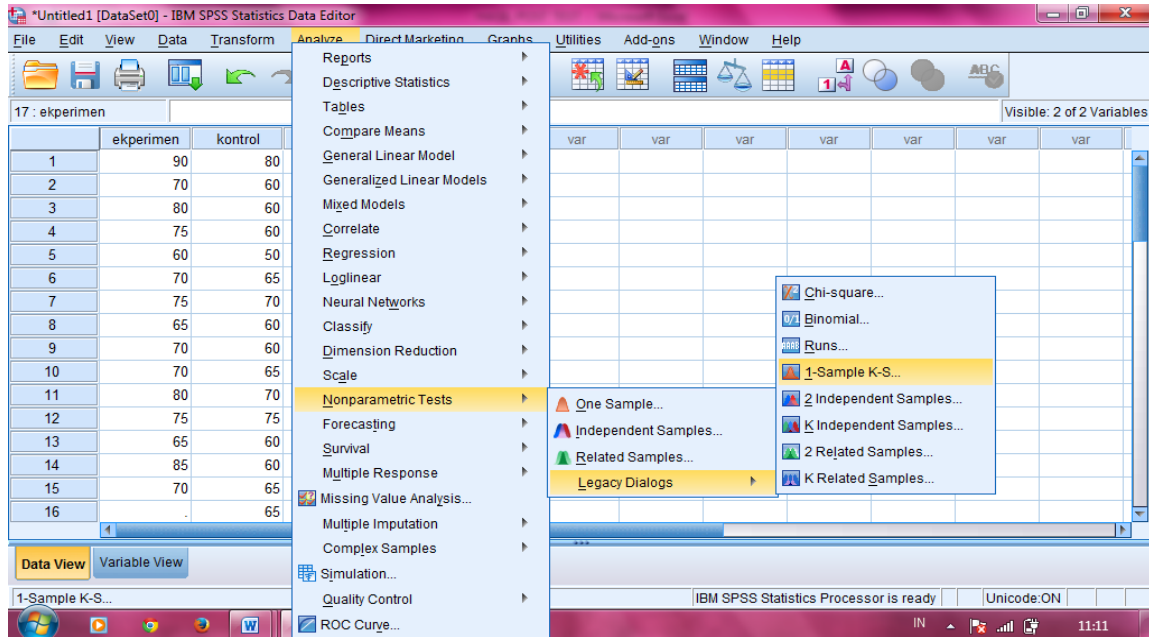 *Untitled1 [DataSet0] - IBM SPSS Statistics Data Editor
File Edit View Data Transform Analyze Direct Marketing Graphs Utilities Add-ons Window Help
17 : ekperimen
Visible: 2 of 2 Variables
ekperimen kontrol var var var var var var var
1 90 80
2 70 60
3 80 60
4 75 60
5 60 50
6 70 65
7 75 70
8 65 60
9 70 60
10 70 65
11 80 70
12 75 75
13 65 60
14 85 60
15 70 65
16 . 65
Reports
Descriptive Statistics
Tables
Compare Means
General Linear Model
Generalized Linear Models
Mixed Models
Correlate
Regression
Loglinear
Neural Networks
Classify
Dimension Reduction
Scale
Nonparametric Tests
Forecasting
Survival
Multiple Response
Missing Value Analysis...
Multiple Imputation
Complex Samples
Simulation...
Quality Control
ROC Curve...
One Sample...
Independent Samples...
Related Samples...
Legacy Dialogs
Chi-square...
Binomial...
Runs...
1-Sample K-S...
2 Independent Samples...
K Independent Samples...
2 Related Samples...
K Related Samples...
Data View Variable View
1-Sample K-S...
IBM SPSS Statistics Processor is ready
Unicode:ON
IN 11:11